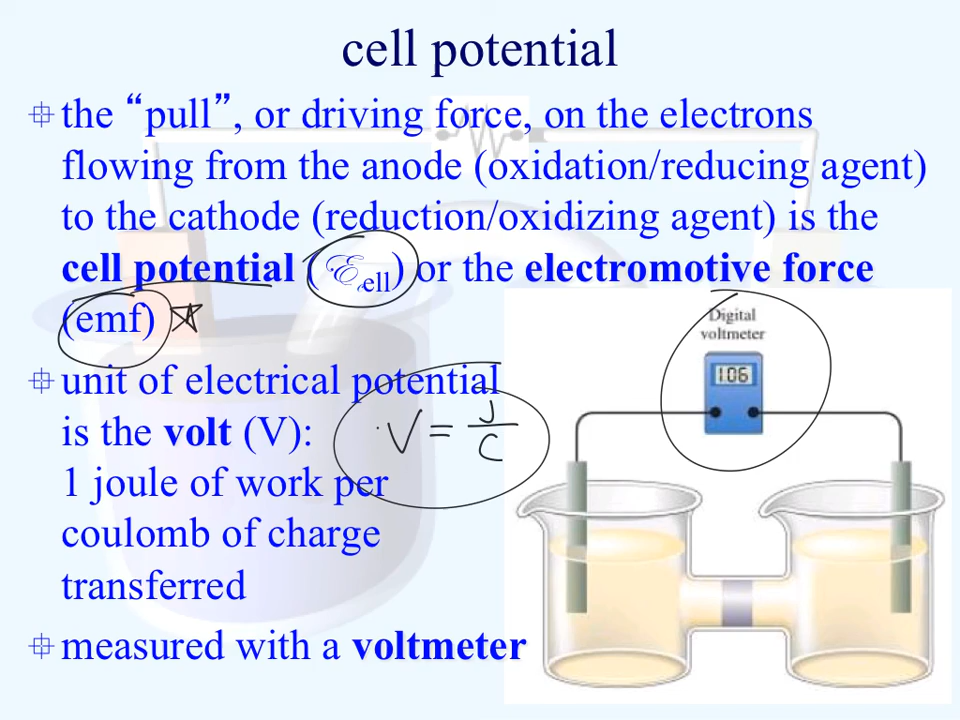 cell potential
the “pull”, or driving force, on the electrons
flowing from the anode (oxidation/reducing agent)
to the cathode (reduction/oxidizing agent) is the
cell potential (ℰcell) or the electromotive force
(emf)
Digital
voltmeter
1.06
unit of electrical potential
is the volt (V):
V = J/C
1 joule of work per
coulomb of charge
transferred
measured with a voltmeter